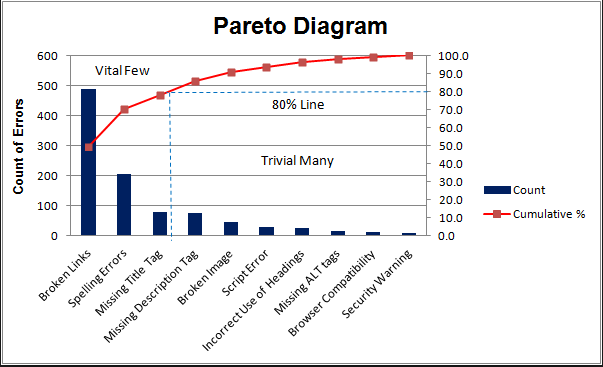 Pareto Diagram
600
500
400
300
200
100
0
Count of Errors
100.0
90.0
80.0
70.0
60.0
50.0
40.0
30.0
20.0
10.0
0.0
Vital Few
80% Line
Trivial Many
Broken Links
Spelling Errors
Missing Title Tag
Missing Description Tag
Broken Image
Script Error
Incorrect Use of Headings
Missing ALT tags
Browser Compatibility
Security Warning
Count
Cumulative %